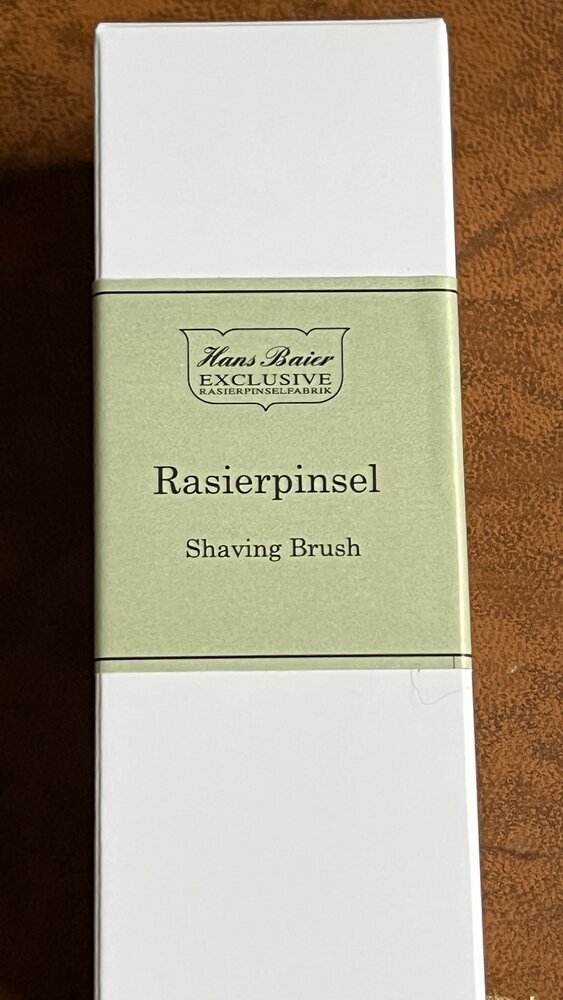 Hans Baier
EXCLUSIVE
RASIERPINSELFABRIK
Rasierpinsel
Shaving Brush